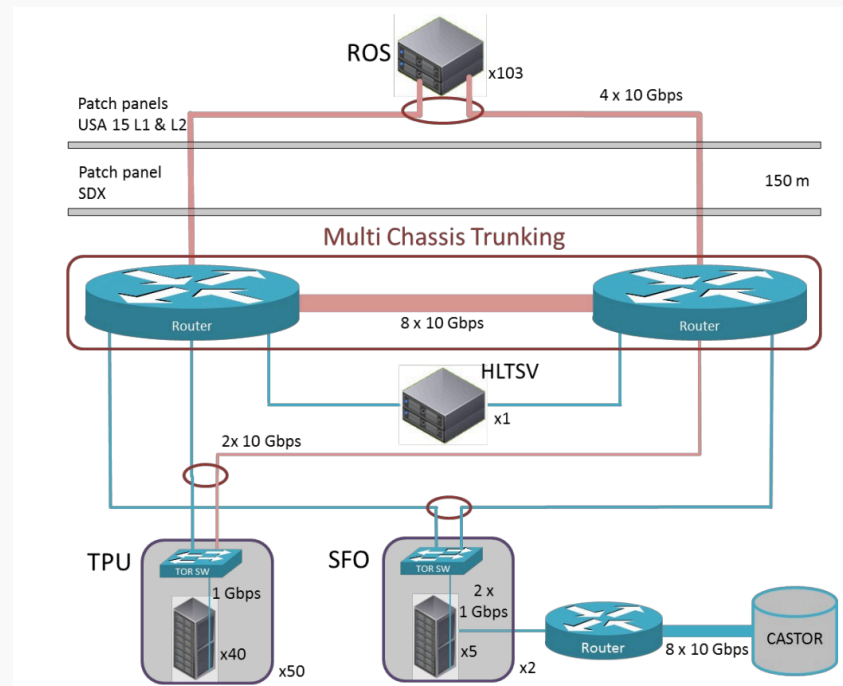 ROS
x103
4 x 10 Gbps
Patch panels
USA 15 L1 & L2
Patch panel
SDX
150 m
Multi Chassis Trunking
Router
8 x 10 Gbps
Router
HLTSV
x1
2x 10 Gbps
TPU
TOR SW
1 Gbps
x40
x50
SFO
TOR SW
2 x
1 Gbps
x5
x2
Router
8 x 10 Gbps
CASTOR